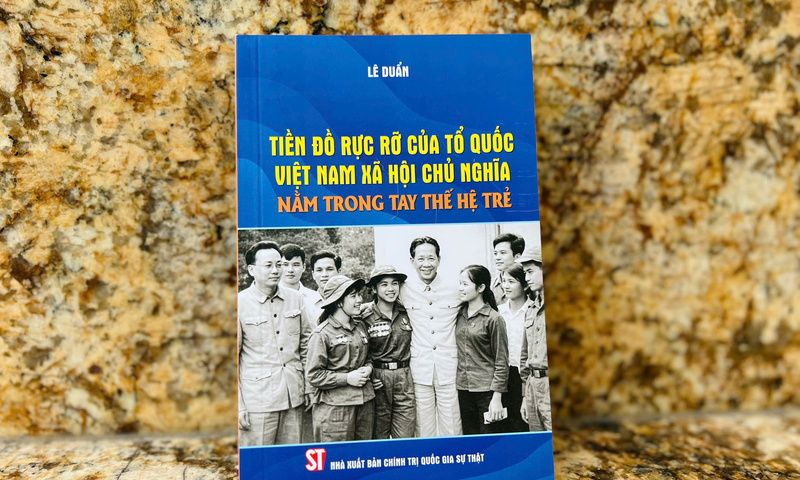 LÊ DUẨN
TIỀN ĐỒ RỰC RỠ CỦA TỔ QUỐC
VIỆT NAM XÃ HỘI CHỦ NGHĨA
NẰM TRONG TAY THẾ HỆ TRẺ
ST NHÀ XUẤT BẢN CHÍNH TRỊ QUỐC GIA SỰ THẬT